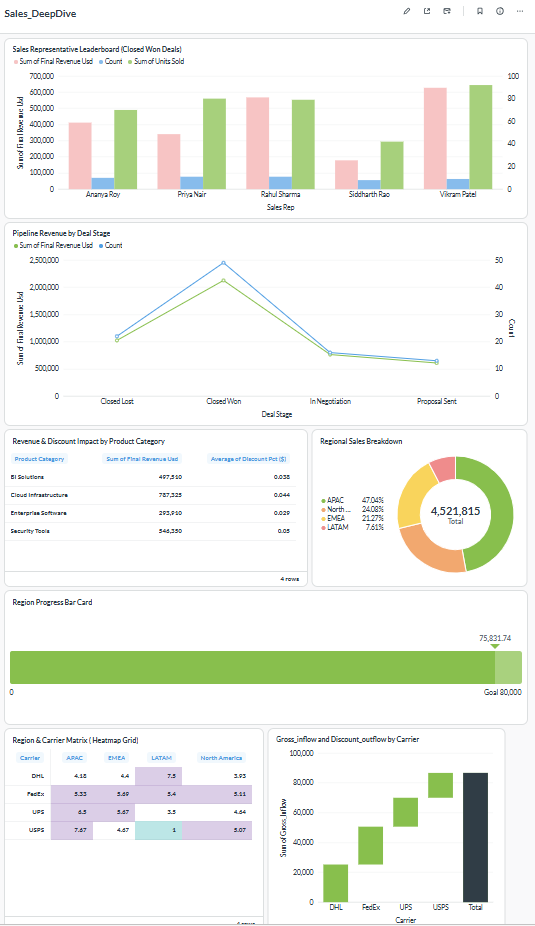 Sales_DeepDive
Sales Representative Leaderboard (Closed Won Deals)
Sum of Final Revenue Usd Count Sum of Units Sold
700,000 100
600,000
500,000 80
400,000 60
300,000 40
200,000
100,000 20
0 0
Sum of Final Revenue Usd
Ananya Roy Priya Nair Rahul Sharma Siddharth Rao Vikram Patel
Sales Rep
Pipeline Revenue by Deal Stage
Sum of Final Revenue Usd Count
2,500,000 50
2,000,000 40
1,500,000 30
1,000,000 20
500,000 10
0 0
Sum of Final Revenue Usd
Count
Closed Lost Closed Won In Negotiation Proposal Sent
Deal Stage
Revenue & Discount Impact by Product Category
Product Category Sum of Final Revenue Usd Average of Discount Pct ($)
BI Solutions 497,510 0.038
Cloud Infrastructure 787,325 0.044
Enterprise Software 293,910 0.029
Security Tools 546,350 0.05
4 rows
Regional Sales Breakdown
APAC 47.04%
North ... 24.08%
EMEA 21.27%
LATAM 7.61%
4,521,815
Total
Region Progress Bar Card
75,831.74
0 Goal 80,000
Region & Carrier Matrix ( Heatmap Grid)
Carrier APAC EMEA LATAM North America
DHL 4.18 4.4 7.5 3.93
FedEx 5.33 5.69 5.4 5.11
UPS 6.5 5.67 3.5 4.64
USPS 7.67 4.67 1 5.07
Gross_inflow and Discount_outflow by Carrier
100,000
80,000
60,000
40,000
20,000
0
Sum of Gross_Inflow
DHL FedEx UPS USPS Total
Carrier